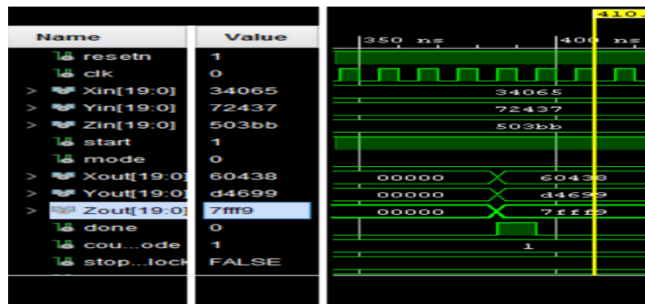 410.
Name Value 350 ns 400 ns
resetn 1
clk 0
> Xin[19:0] 34065 34065
> Yin[19:0] 72437 72437
> Zin[19:0] 503bb 503bb
start 1
mode 0
> Xout[19:0] 60438 00000 60438
> Yout[19:0] d4699 00000 d4699
> Zout[19:0] 7fff9 00000 7fff9
done 0
cou...ode 1 1
stop...lock FALSE